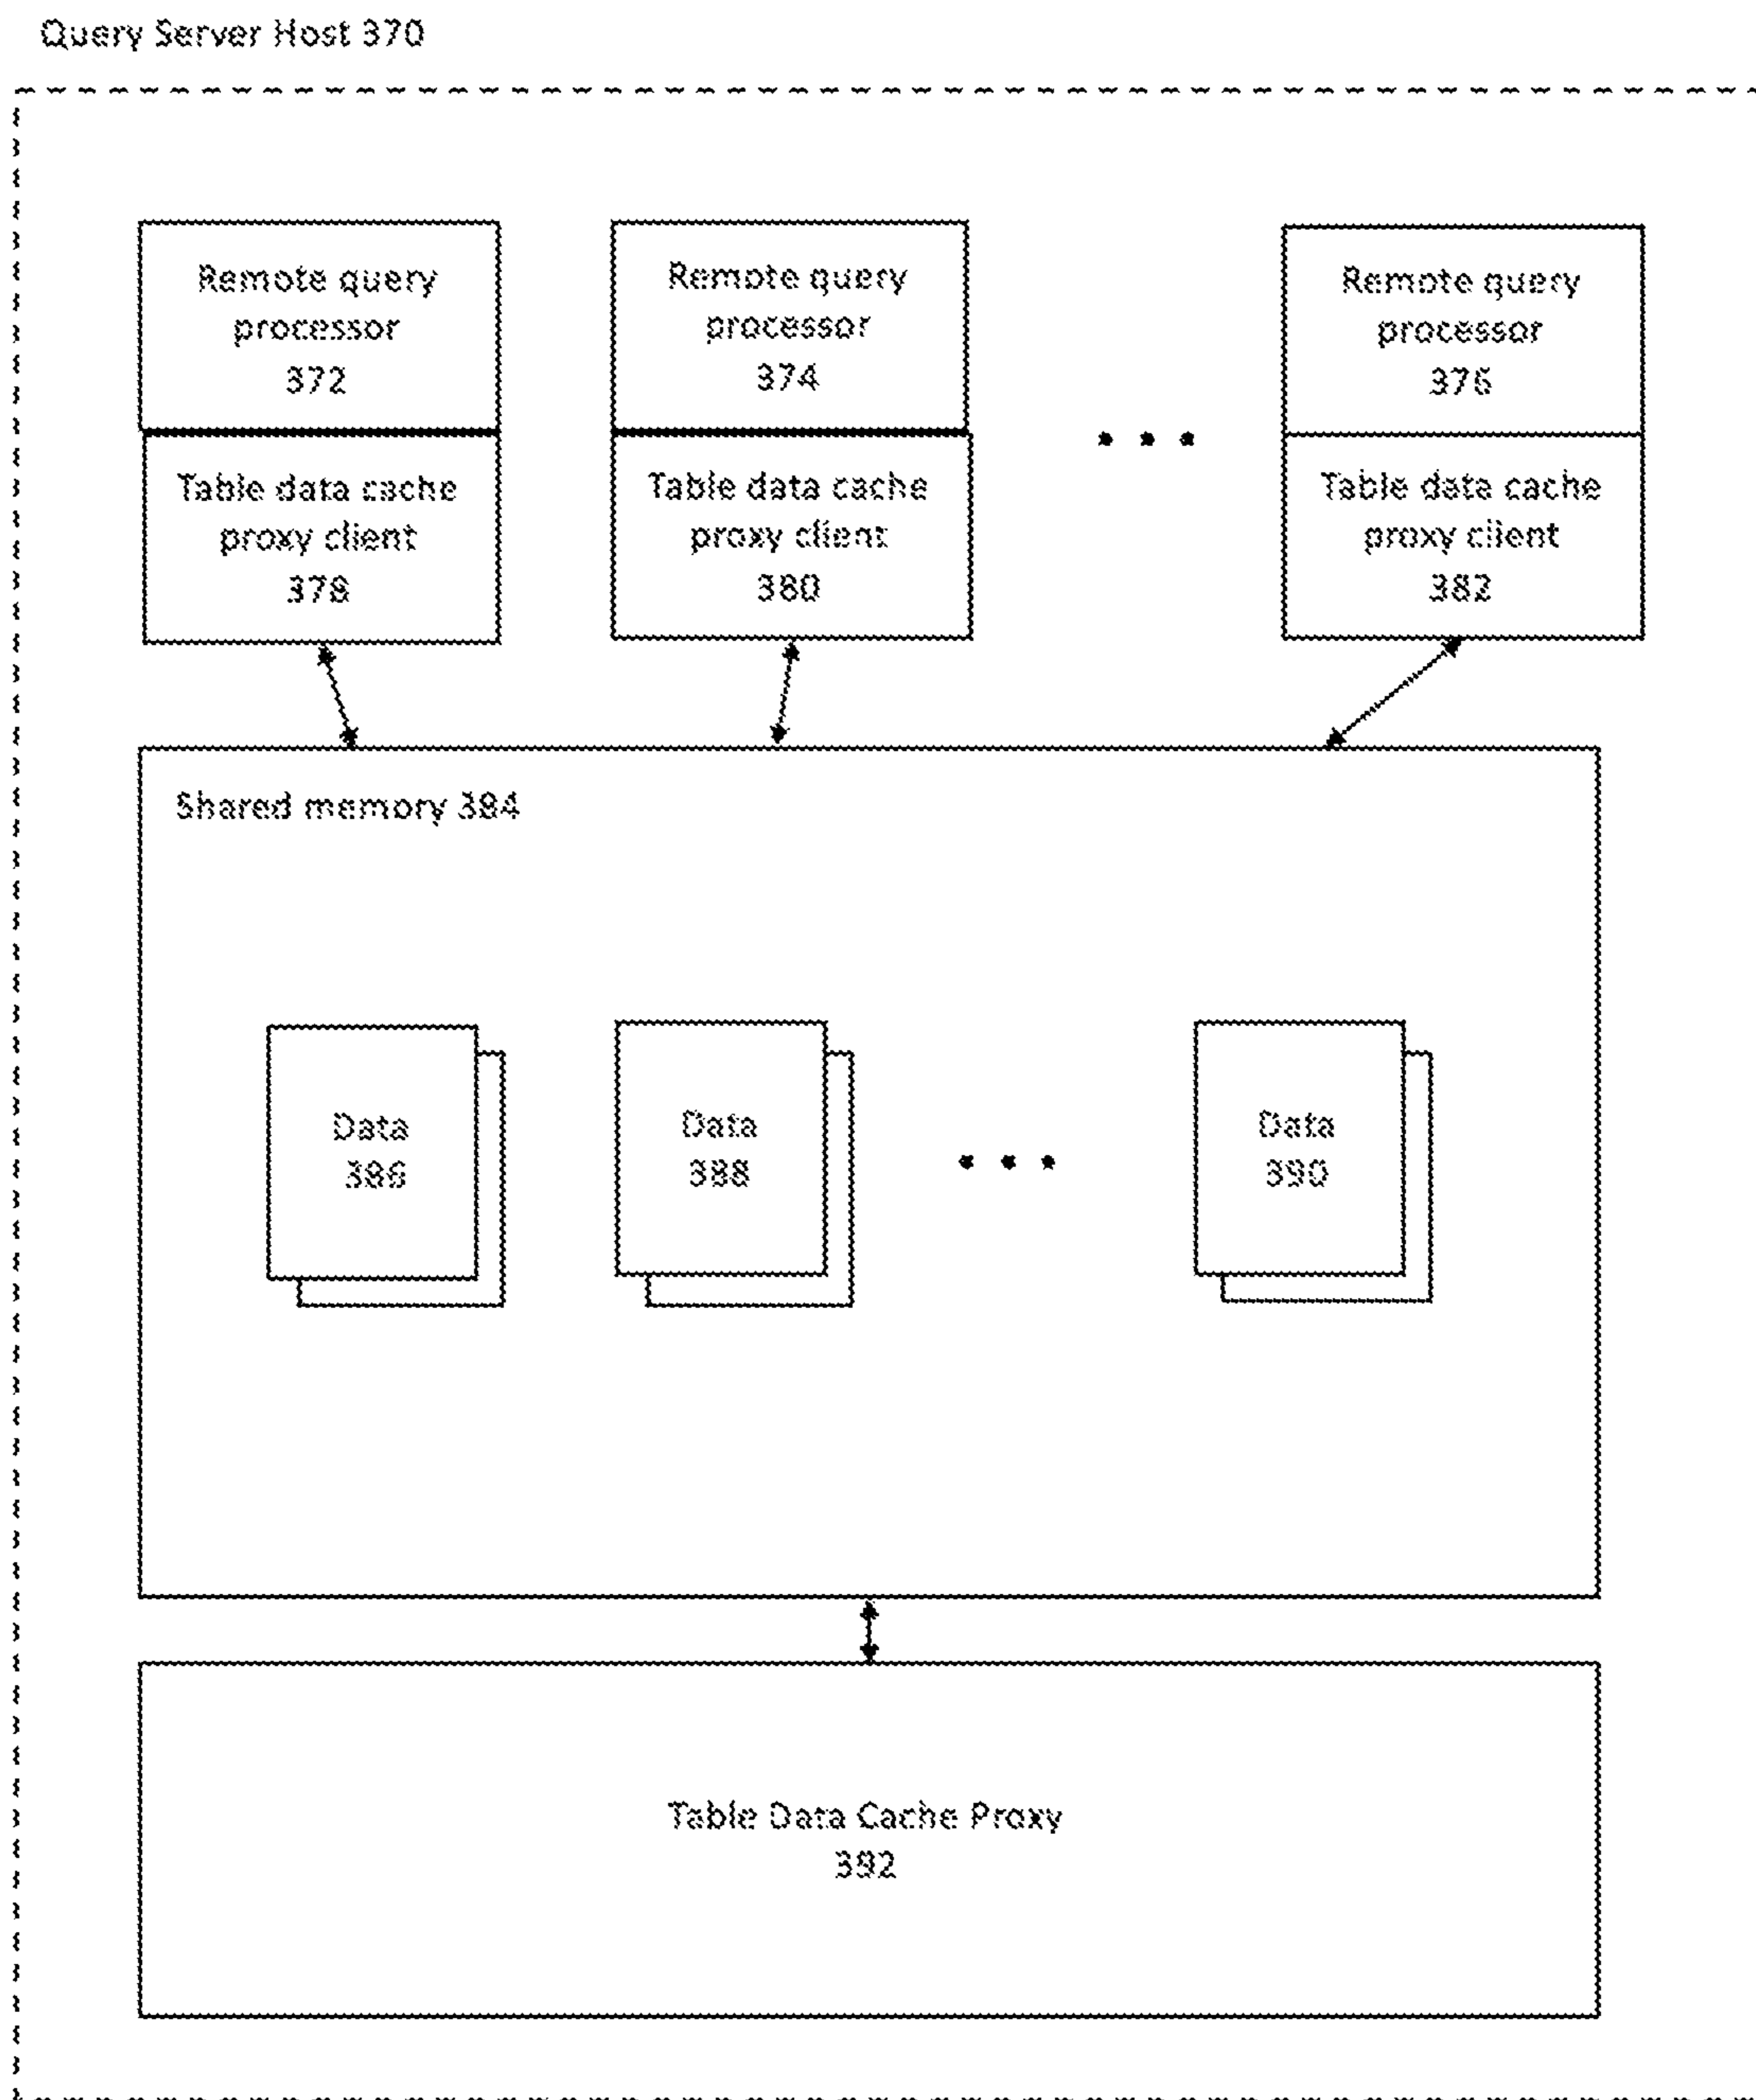 Query Server Host 370
Remote query
processor
372
Table data cache
proxy client
378
Remote query
processor
374
Table data cache
proxy client
380
Remote query
processor
376
Table data cache
proxy client
382
Shared memory 384
Data
386
Data
388
Data
390
Table Data Cache Proxy
392